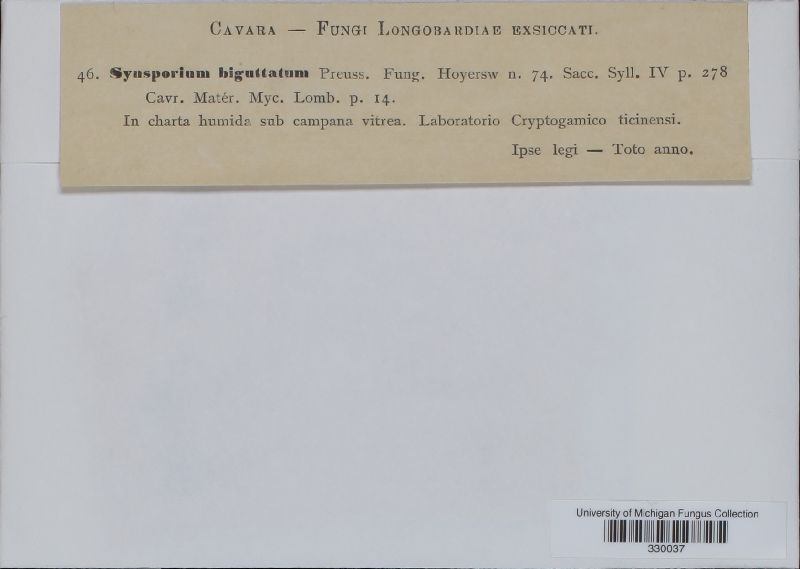 CAVARA — FUNGI LONGOBARDIAE EXSICCATI.
46. Synsporium biguttatum Preuss. Fung. Hoyersw n. 74. Sacc. Syll. IV p. 278
Cavr. Matér. Myc. Lomb. p. 14.
In charta humida sub campana vitrea. Laboratorio Cryptogamico ticinensi.
Ipse legi — Toto anno.
University of Michigan Fungus Collection
330037